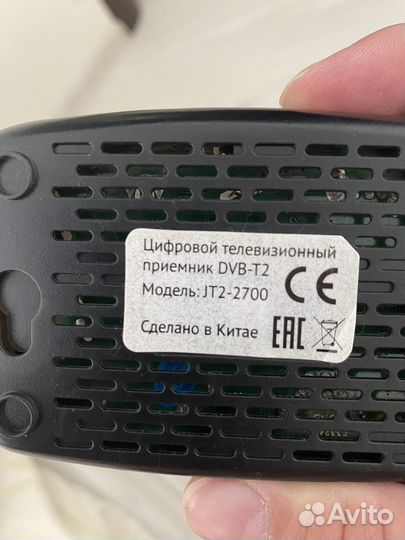 Цифровой телевизионный
приемник DVB-T2
Модель: JT2-2700
Сделано в Китае
CE
EAC
Avito